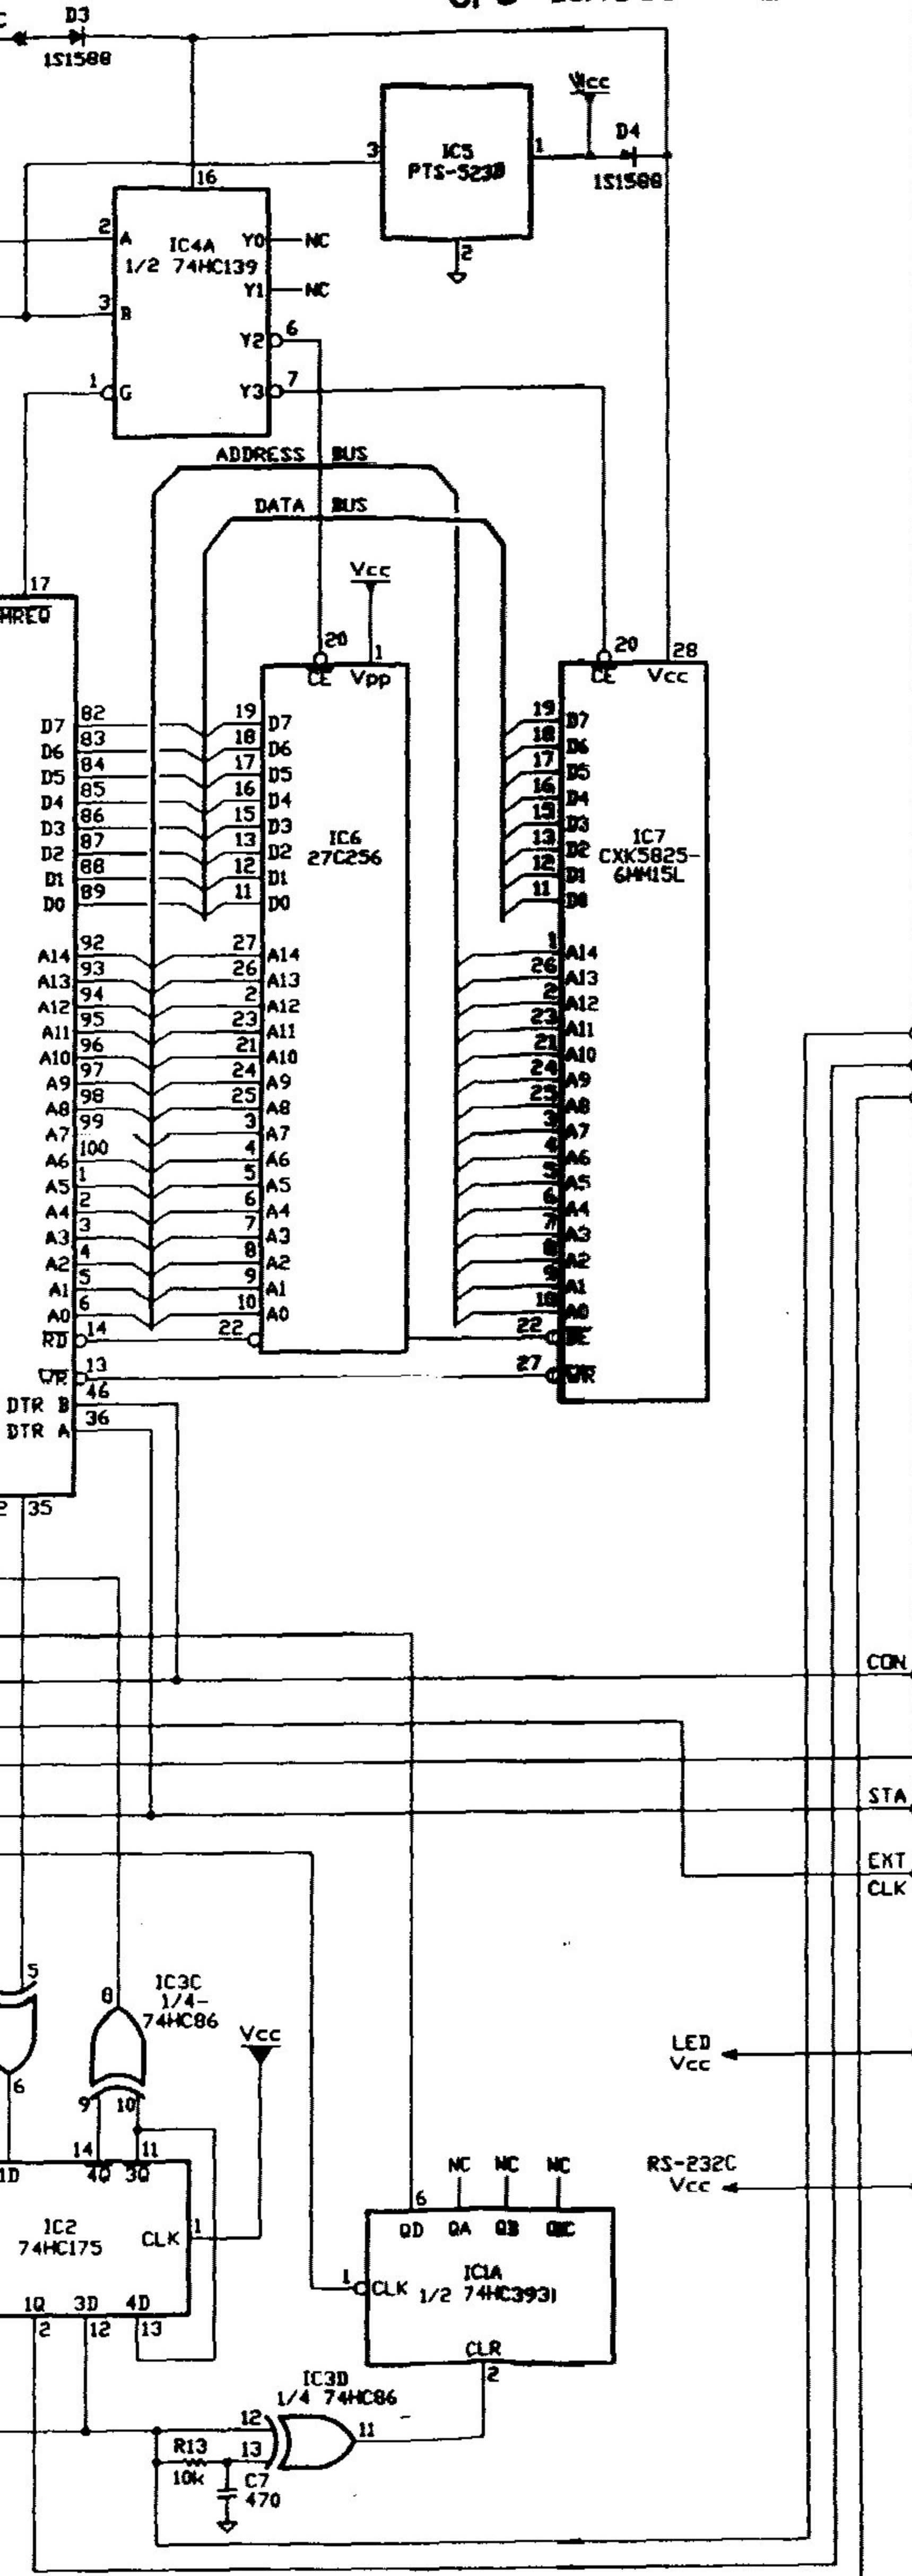 D3
1S1588
Vcc
D4
1S1588
3
IC5
1
PTS-523B
2
16
2
A
IC4A
1/2 74HC139
Y0
NC
Y1
NC
3
B
Y2
6
1
G
Y3
7
ADDRESS BUS
DATA BUS
Vcc
17
MREQ
20
1
CE
Vpp
20
28
CE
Vcc
D7 82 19 D7 19 D7
D6 83 18 D6 18 D6
D5 84 17 D5 17 D5
D4 85 16 D4 16 D4
D3 86 15 D3 15 D3
D2 87 13 D2 13 D2
D1 88 12 D1 12 D1
D0 89 11 D0 11 D0
IC6
27C256
IC7
CXK5825-
6MM15L
A14 92 27 A14 1 A14
A13 93 26 A13 26 A13
A12 94 2 A12 2 A12
A11 95 23 A11 23 A11
A10 96 21 A10 21 A10
A9 97 24 A9 24 A9
A8 98 25 A8 25 A8
A7 99 3 A7 3 A7
A6 100 4 A6 4 A6
A5 1 5 A5 5 A5
A4 2 6 A4 6 A4
A3 3 7 A3 7 A3
A2 4 8 A2 8 A2
A1 5 9 A1 9 A1
A0 6 10 A0 10 A0
RD 14 22 22 OE
WR 13 27 WR
DTR B 46
DTR A 36
2 35
CON
STA
EXT
CLK
5
6
8
IC3C
1/4-
74HC86
9 10
Vcc
LED
Vcc
RS-232C
Vcc
14 11
1D 4Q 3Q
IC2
74HC175
CLK 1
1Q 3D 4D
2 12 13
NC NC NC
6
QD QA QB QC
1
CLK
IC1A
1/2 74HC393
CLR
2
IC3D
1/4 74HC86
12
11
13
R13
10k
C7
470